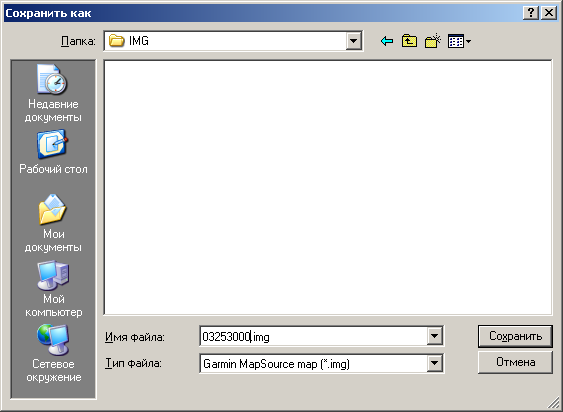 Сохранить как
Папка:
IMG
Недавние
документы
Рабочий стол
Мои
документы
Мой
компьютер
Сетевое
окружение
Имя файла:
03253000.img
Сохранить
Тип файла:
Garmin MapSource map (*.img)
Отмена